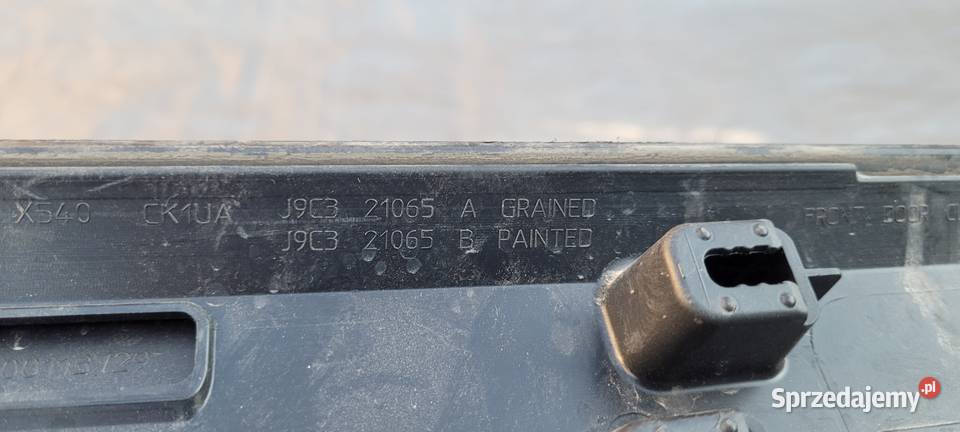 X540 CK1UA J9C3 21065 A GRAINED
J9C3 21065 B PAINTED
FRONT DOOR
Sprzedajemy.pl